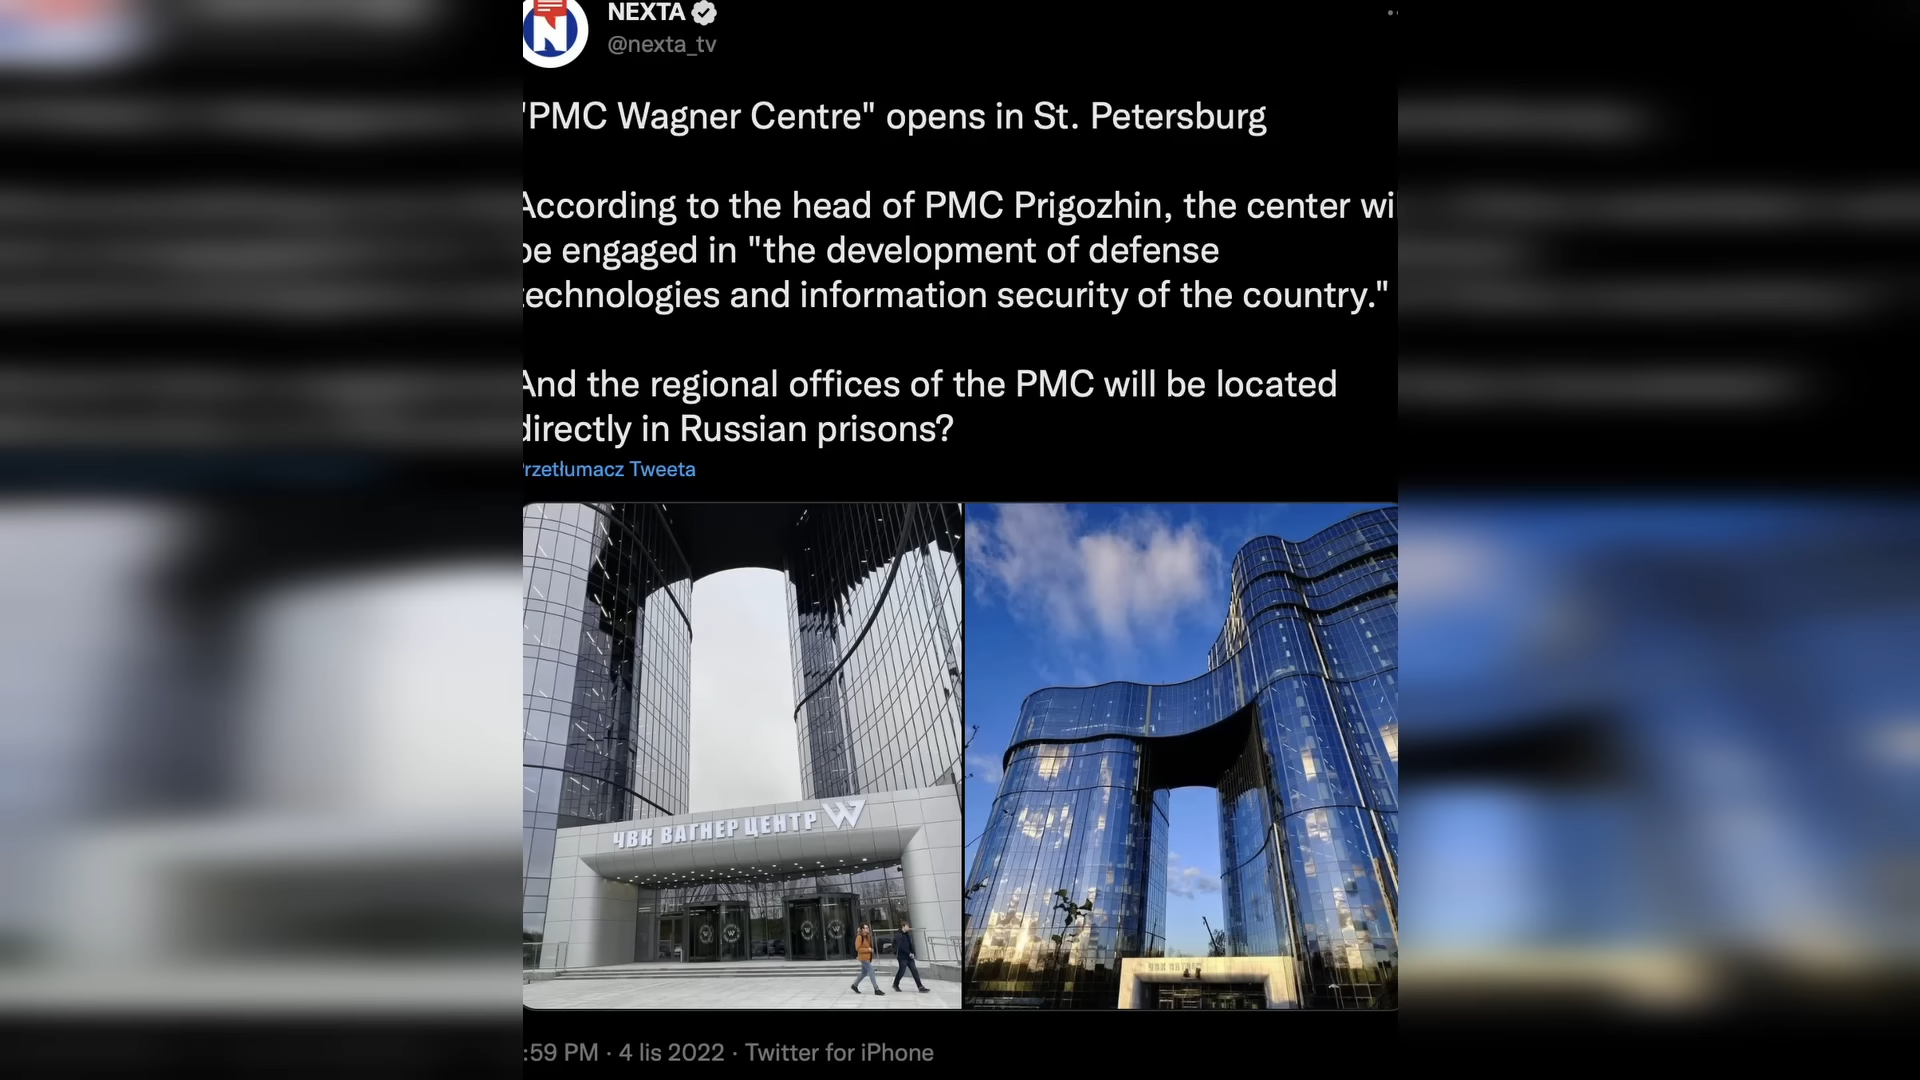 NEXTA
@nexta_tv
"PMC Wagner Centre" opens in St. Petersburg
According to the head of PMC Prigozhin, the center wil
be engaged in "the development of defense
technologies and information security of the country."
And the regional offices of the PMC will be located
directly in Russian prisons?
Przetłumacz Tweeta
ЧВК ВАГНЕР ЦЕНТР W
:59 PM · 4 lis 2022 · Twitter for iPhone